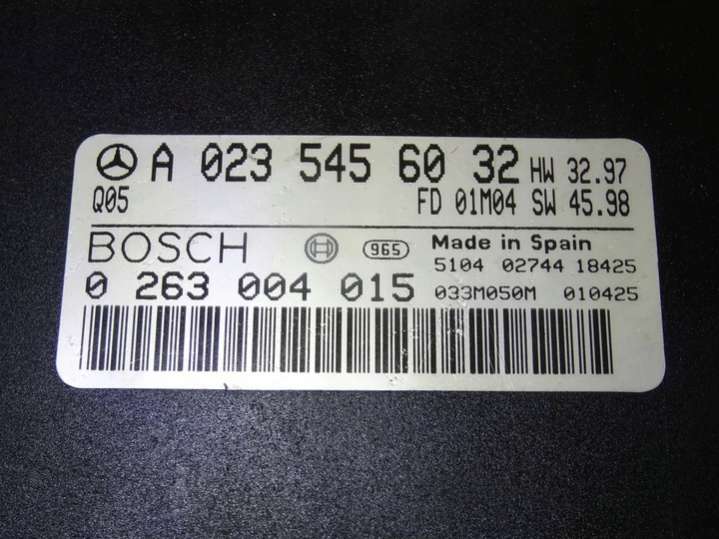 A 023 545 60 32 HW 32.97
Q05 FD 01M04 SW 45.98
BOSCH 965 Made in Spain
5104 02744 18425
0 263 004 015 033M050M 010425